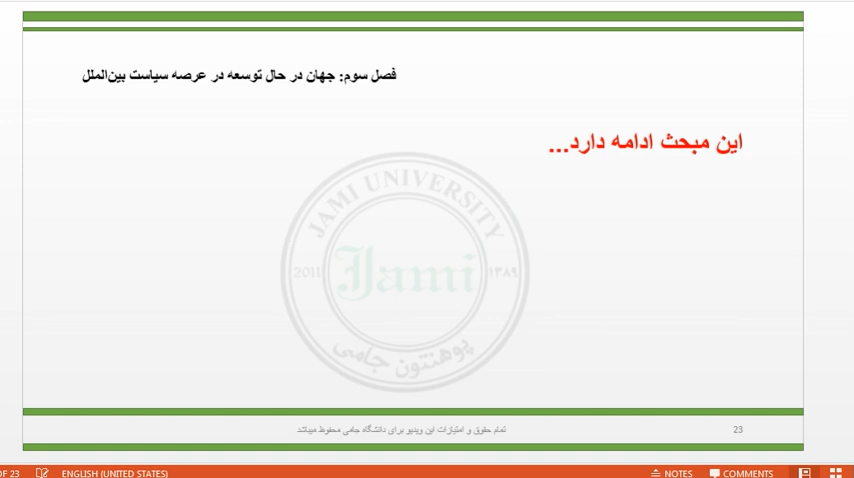 فصل سوم: جهان در حال توسعه در عرصه سیاست بین‌الملل
این مبحث ادامه دارد...
JAMI UNIVERSITY
2011 Jami ۱۳۸۹
پوهنتون جامی
تمام حقوق و امتیازات این ویدیو برای دانشگاه جامی محفوظ میباشد
23
OF 23 ENGLISH (UNITED STATES) NOTES COMMENTS